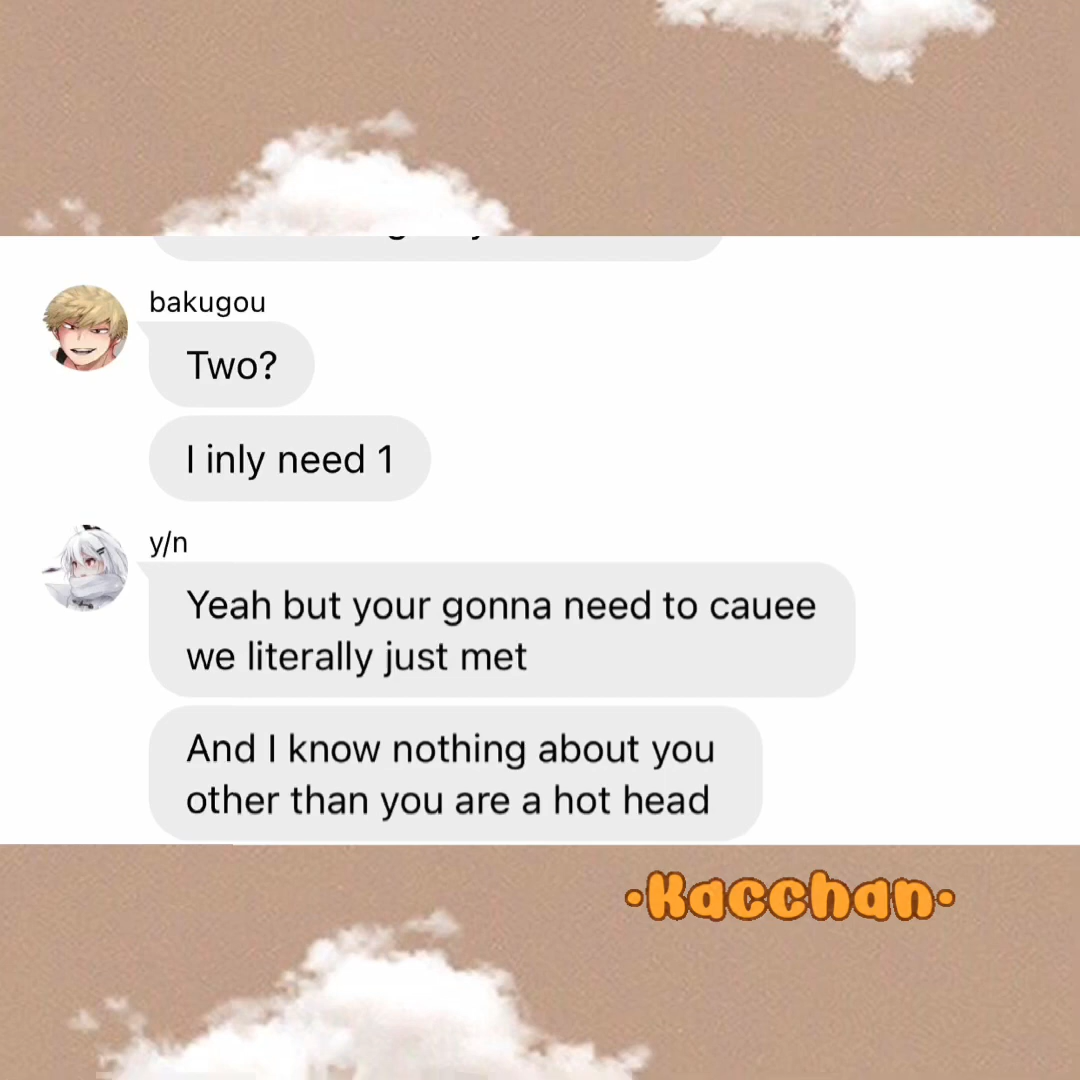 bakugou
Two?
I inly need 1
y/n
Yeah but your gonna need to cauee
we literally just met
And I know nothing about you
other than you are a hot head
•Kacchan•